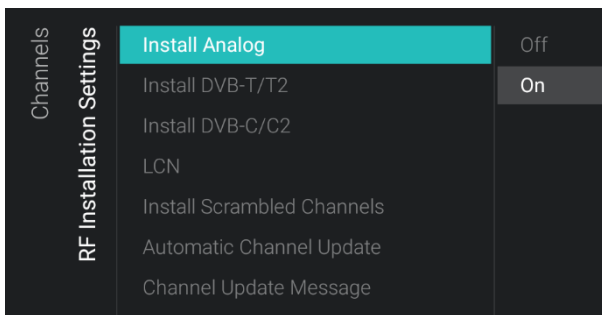 Channels
RF Installation Settings
Install Analog
Install DVB-T/T2
Install DVB-C/C2
LCN
Install Scrambled Channels
Automatic Channel Update
Channel Update Message
Off
On